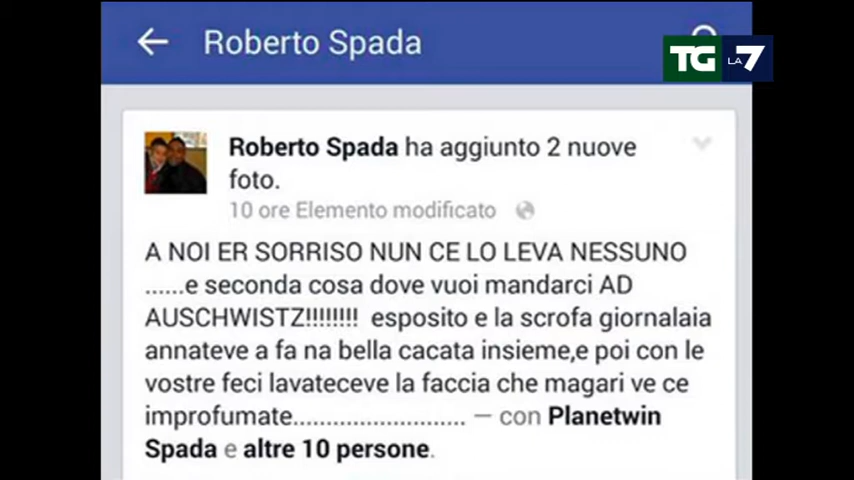 Roberto Spada
TG LA 7
Roberto Spada ha aggiunto 2 nuove
foto.
10 ore Elemento modificato
A NOI ER SORRISO NUN CE LO LEVA NESSUNO
......e seconda cosa dove vuoi mandarci AD
AUSCHWISTZ!!!!!!!! esposito e la scrofa giornalaia
annateve a fa na bella cacata insieme,e poi con le
vostre feci lavateceve la faccia che magari ve ce
improfumate.......................... — con Planetwin
Spada e altre 10 persone.